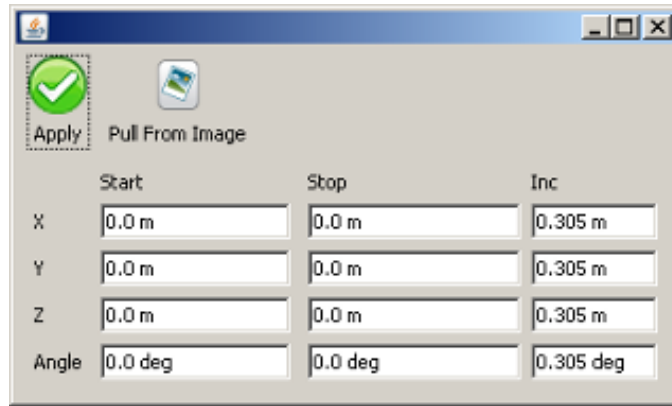 Apply Pull From Image
Start Stop Inc
X 0.0 m 0.0 m 0.305 m
Y 0.0 m 0.0 m 0.305 m
Z 0.0 m 0.0 m 0.305 m
Angle 0.0 deg 0.0 deg 0.305 deg